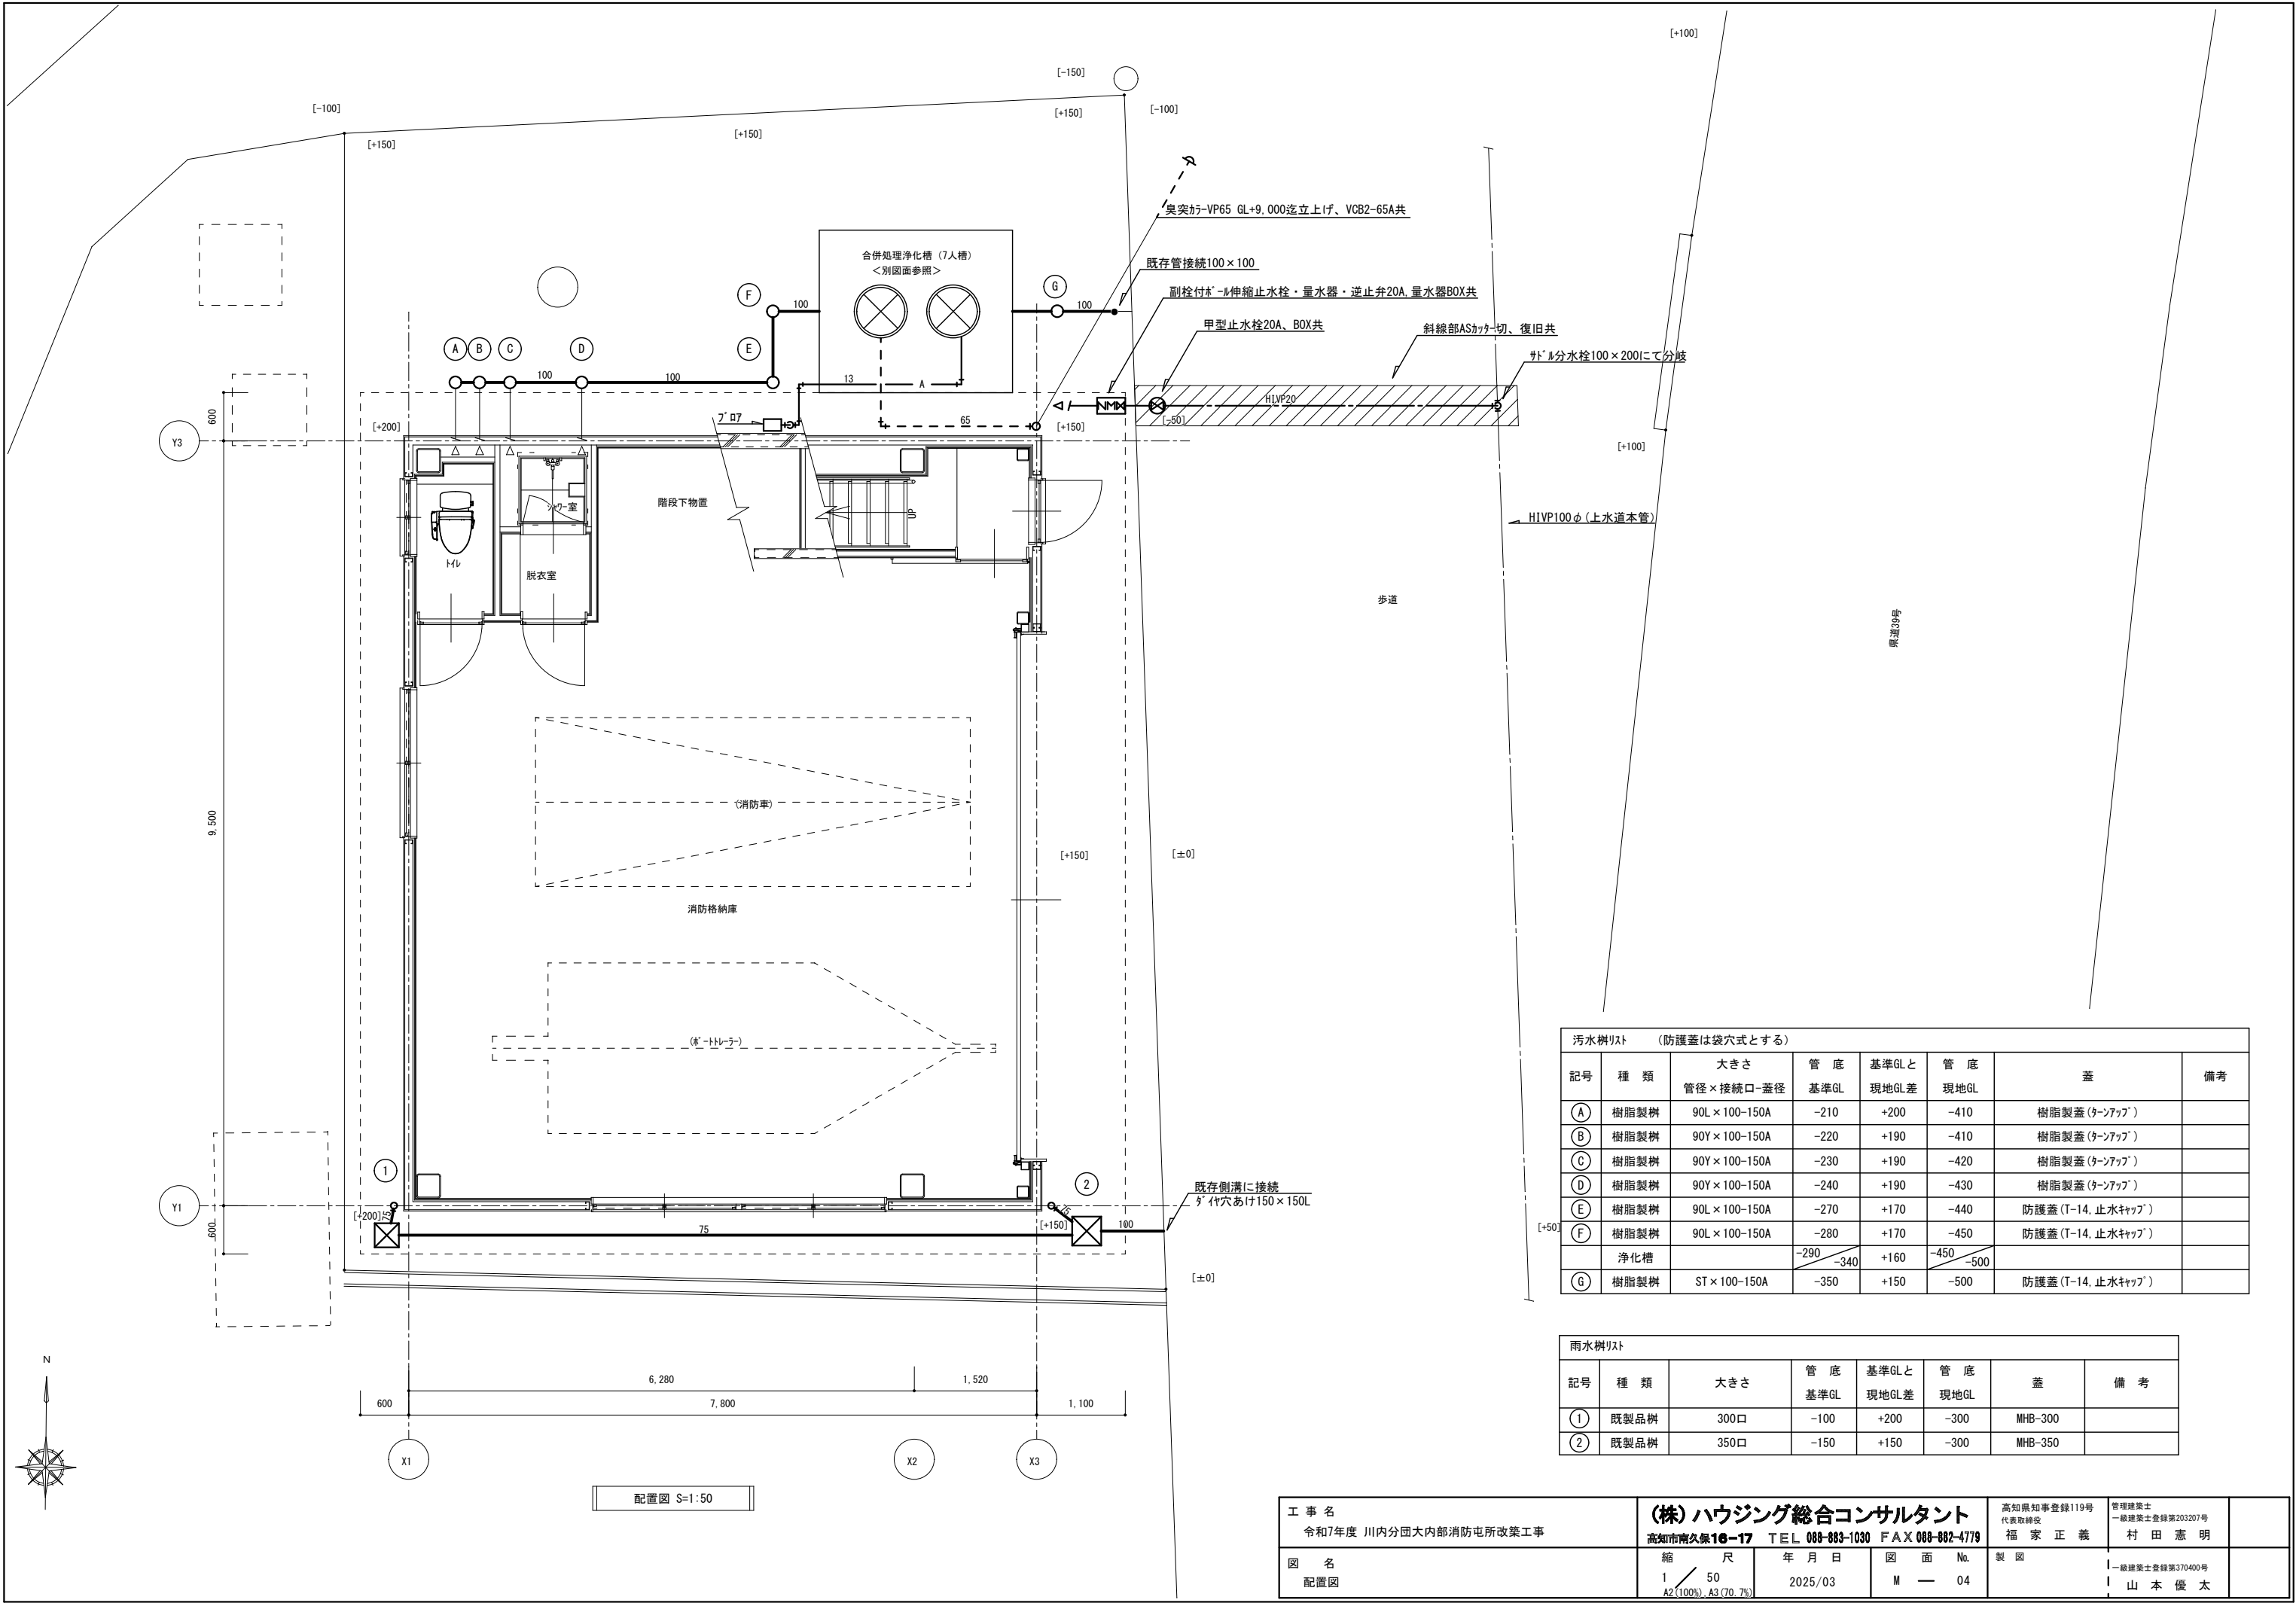 [+100]
[-150]
[-100]
[+150]
[-100]
[+150]
[+150]
臭突ｶﾗｰVP65 GL+9,000迄立上げ、VCB2-65A共
合併処理浄化槽（7人槽）
＜別図面参照＞
既存管接続100×100
副栓付ﾎﾞｰﾙ伸縮止水栓・量水器・逆止弁20A,量水器BOX共
甲型止水栓20A、BOX共
斜線部ASｶｯﾀｰ切、復旧共
ｻﾄﾞﾙ分水栓100×200にて分岐
F
100
G
100
A
B
C
D
E
100
100
13
A
HIVP20
ﾌﾞﾛｱ
65
[+150]
[-50]
[+200]
600
Y3
[+100]
階段下物置
UP
ｼｬﾜｰ室
ﾄｲﾚ
脱衣室
HIVP100φ(上水道本管)
歩道
県道39号
9,500
(消防車)
[+150]
[±0]
消防格納庫
(ﾎﾞｰﾄﾄﾚｰﾗｰ)
1
2
Y1
600
[+200]
75
75
75
[+150]
100
既存側溝に接続
ﾀﾞｲﾔ穴あけ150×150L
[+50]
[±0]
汚水桝ﾘｽﾄ （防護蓋は袋穴式とする）
記号 種 類 大きさ 管径×接続口-蓋径 管 底 基準GL 基準GLと 現地GL差 管 底 現地GL 蓋 備考
A 樹脂製桝 90L×100-150A -210 +200 -410 樹脂製蓋(ﾀｰﾝｱｯﾌﾟ)
B 樹脂製桝 90Y×100-150A -220 +190 -410 樹脂製蓋(ﾀｰﾝｱｯﾌﾟ)
C 樹脂製桝 90Y×100-150A -230 +190 -420 樹脂製蓋(ﾀｰﾝｱｯﾌﾟ)
D 樹脂製桝 90Y×100-150A -240 +190 -430 樹脂製蓋(ﾀｰﾝｱｯﾌﾟ)
E 樹脂製桝 90L×100-150A -270 +170 -440 防護蓋(T-14,止水ｷｬｯﾌﾟ)
F 樹脂製桝 90L×100-150A -280 +170 -450 防護蓋(T-14,止水ｷｬｯﾌﾟ)
浄化槽 -290 -340 +160 -450 -500
G 樹脂製桝 ST×100-150A -350 +150 -500 防護蓋(T-14,止水ｷｬｯﾌﾟ)
雨水桝ﾘｽﾄ
記号 種 類 大きさ 管 底 基準GL 基準GLと 現地GL差 管 底 現地GL 蓋 備 考
1 既製品桝 300□ -100 +200 -300 MHB-300
2 既製品桝 350□ -150 +150 -300 MHB-350
6,280
1,520
600
7,800
1,100
X1
X2
X3
N
配置図 S=1:50
工 事 名
令和7年度 川内分団大内部消防屯所改築工事
図 名
配置図
(株) ハウジング総合コンサルタント
高知市南久保16-17 TEL 088-883-1030 FAX 088-882-4779
縮 尺
1/50
A2(100%),A3(70.7%)
年 月 日
2025/03
図 面 No.
M — 04
高知県知事登録119号
代表取締役
福 家 正 義
管理建築士
一級建築士登録第203207号
村 田 憲 明
製 図
一級建築士登録第370400号
山 本 優 太